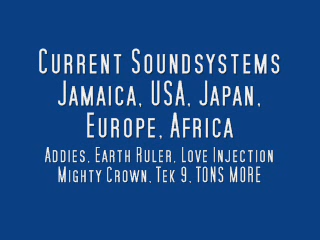 Current Soundsystems
Jamaica, USA, Japan,
Europe, Africa
Addies, Earth Ruler, Love Injection
Mighty Crown, Tek 9, TONS MORE